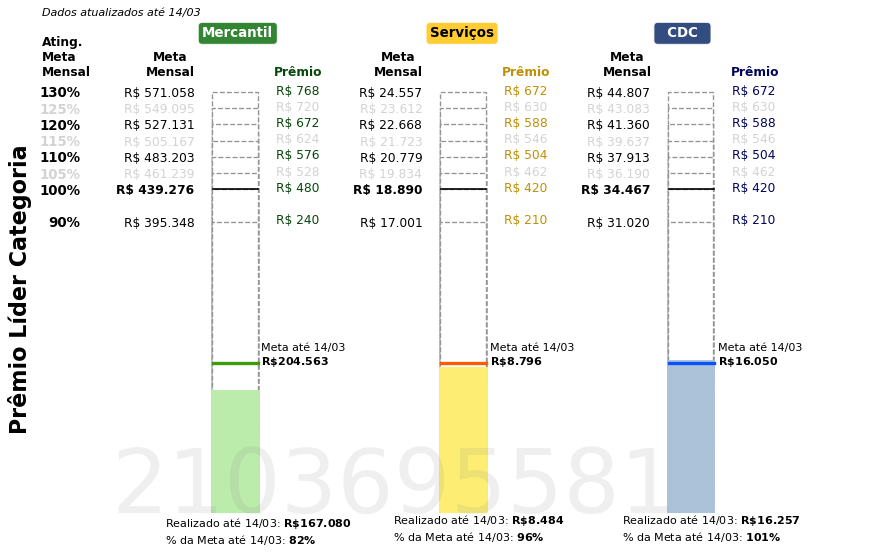 Dados atualizados até 14/03
Mercantil
Serviços
CDC
Ating.
Meta
Mensal
Meta
Mensal
Prêmio
Meta
Mensal
Prêmio
Meta
Mensal
Prêmio
130% R$ 571.058 R$ 768 R$ 24.557 R$ 672 R$ 44.807 R$ 672
125% R$ 549.095 R$ 720 R$ 23.612 R$ 630 R$ 43.083 R$ 630
120% R$ 527.131 R$ 672 R$ 22.668 R$ 588 R$ 41.360 R$ 588
115% R$ 505.167 R$ 624 R$ 21.723 R$ 546 R$ 39.637 R$ 546
110% R$ 483.203 R$ 576 R$ 20.779 R$ 504 R$ 37.913 R$ 504
105% R$ 461.239 R$ 528 R$ 19.834 R$ 462 R$ 36.190 R$ 462
100% R$ 439.276 R$ 480 R$ 18.890 R$ 420 R$ 34.467 R$ 420
90% R$ 395.348 R$ 240 R$ 17.001 R$ 210 R$ 31.020 R$ 210
Prêmio Líder Categoria
Meta até 14/03
R$204.563
Meta até 14/03
R$8.796
Meta até 14/03
R$16.050
2103695581
Realizado até 14/03: R$167.080
% da Meta até 14/03: 82%
Realizado até 14/03: R$8.484
% da Meta até 14/03: 96%
Realizado até 14/03: R$16.257
% da Meta até 14/03: 101%